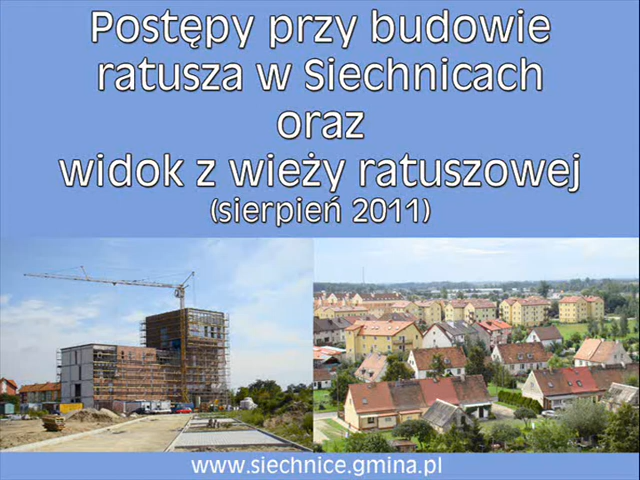 Postępy przy budowie
ratusza w Siechnicach
oraz
widok z wieży ratuszowej
(sierpień 2011)
www.siechnice.gmina.pl